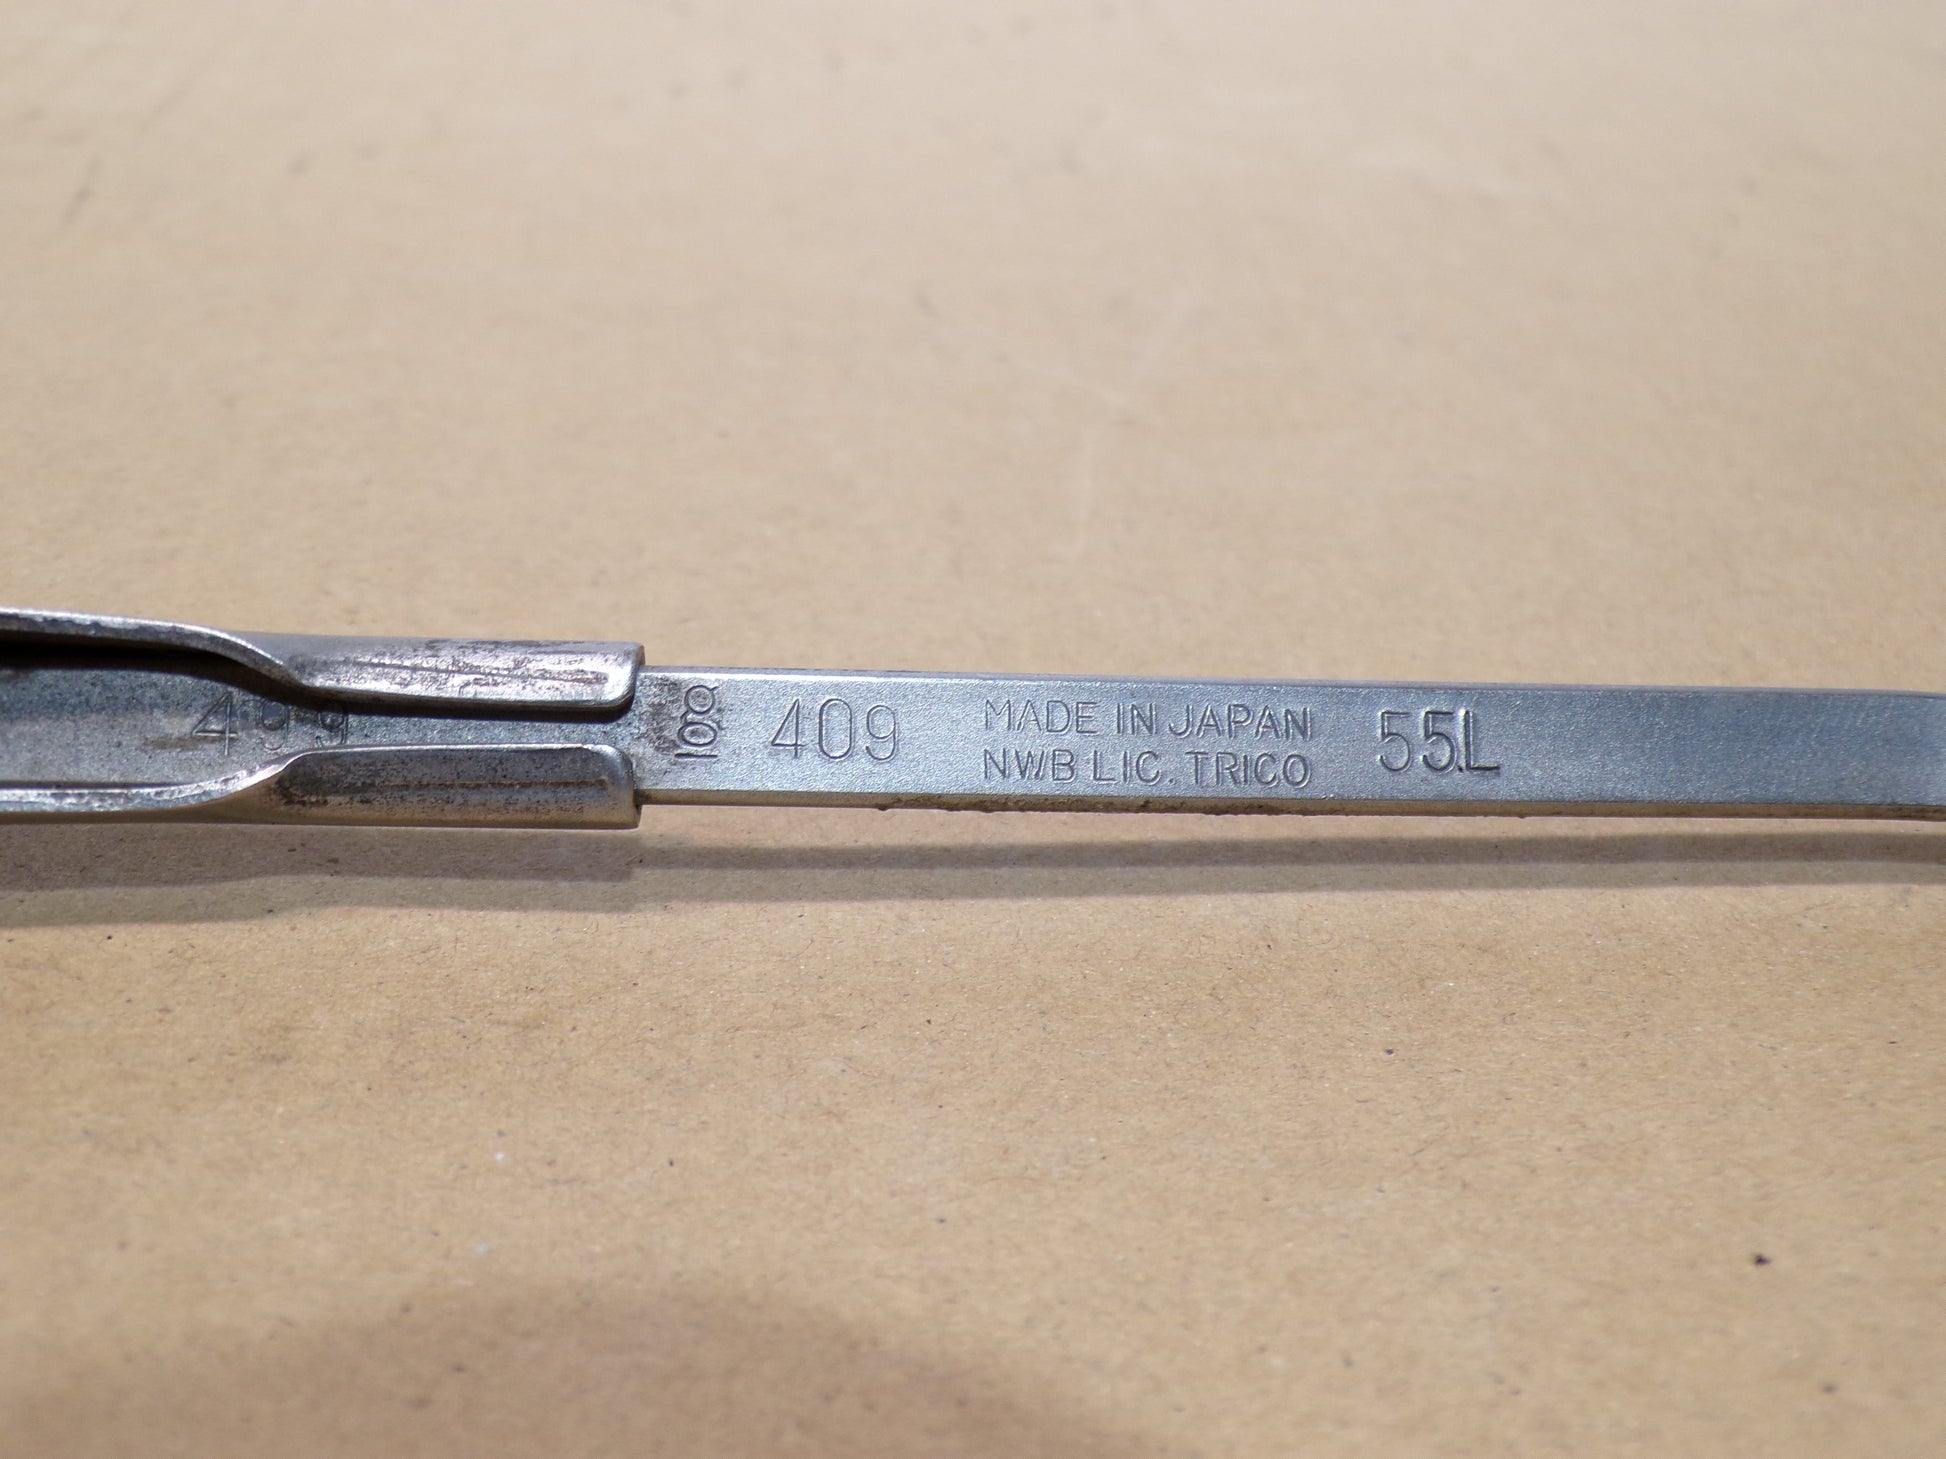 409
MADE IN JAPAN
NWB LIC. TRICO
55L